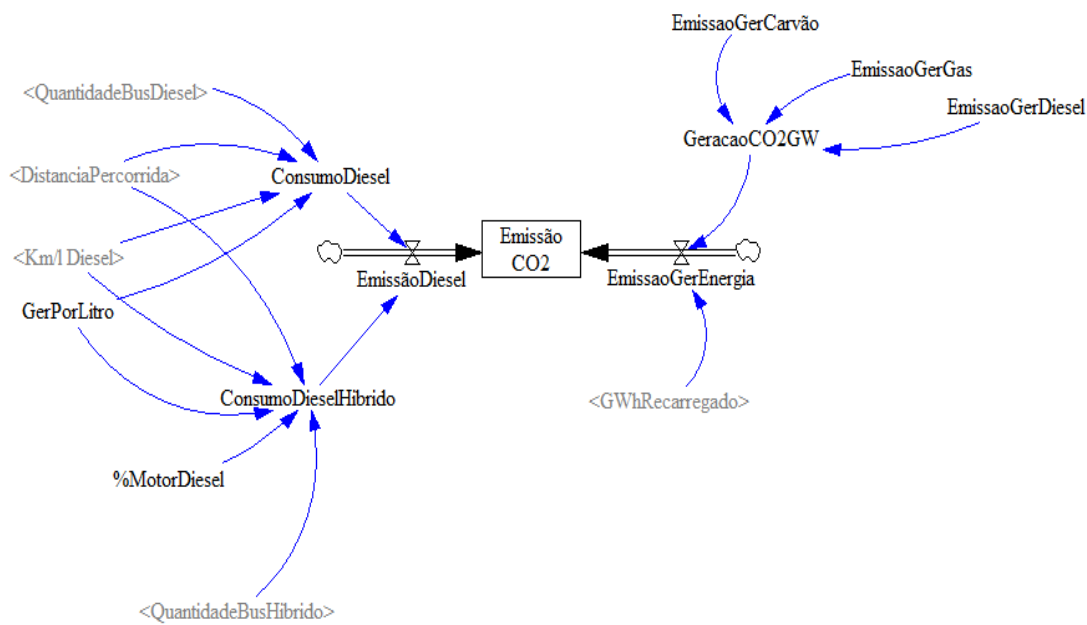 EmissaoGerCarvão
EmissaoGerGas
<QuantidadeBusDiesel>
EmissaoGerDiesel
GeracaoCO2GW
<DistanciaPercorrida>
ConsumoDiesel
Emissão
CO2
<Km/l Diesel>
EmissãoDiesel
EmissaoGerEnergia
GerPorLitro
ConsumoDieselHibrido
<GWhRecarregado>
%MotorDiesel
<QuantidadeBusHibrido>